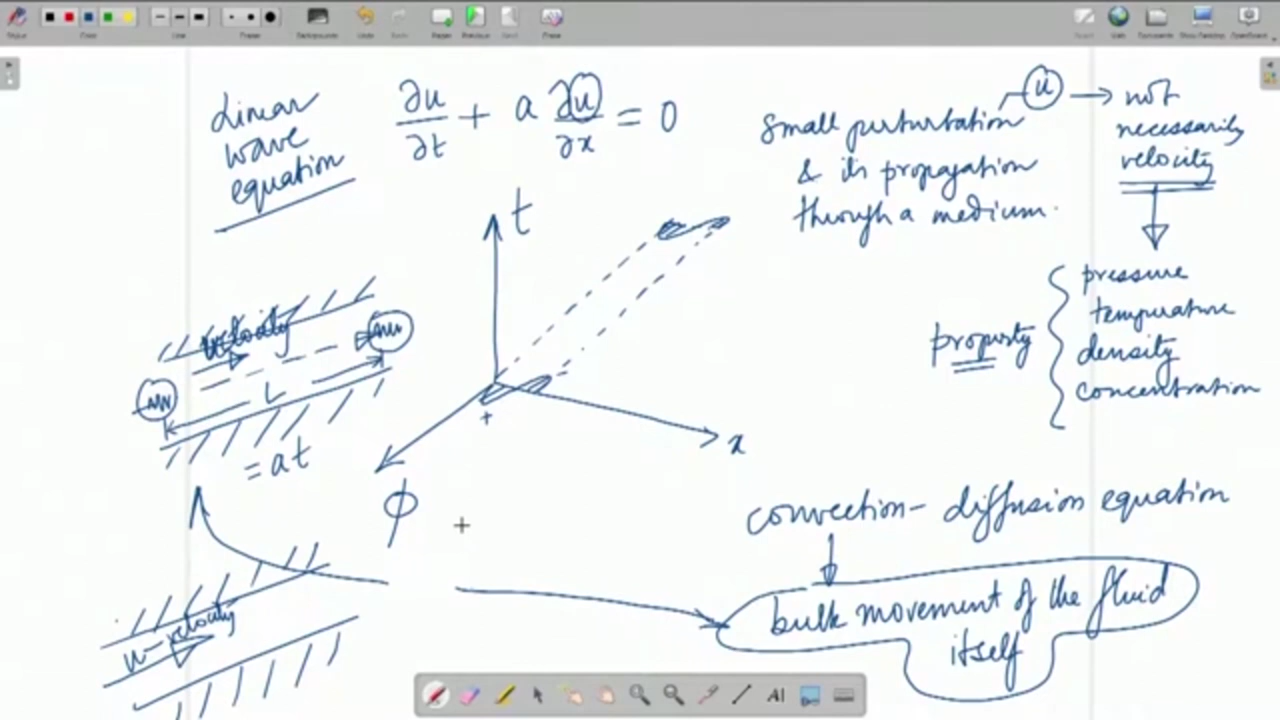 Linear
wave
equation
∂u/∂t + a ∂u/∂x = 0
small perturbation
& its propagation
through a medium.
u → not
necessarily
velocity
property
pressure
temperature
density
concentration
t
x
ϕ
velocity
L
= at
u-velocity
convection-diffusion equation
bulk movement of the fluid
itself
AI